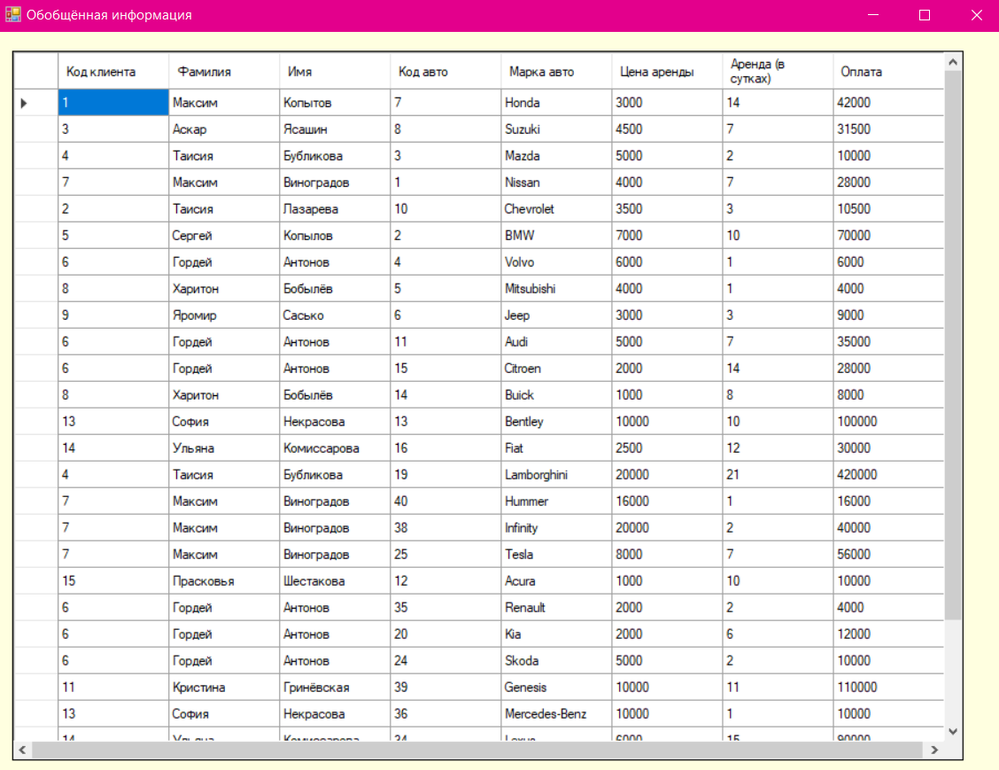 Обобщённая информация
Код клиента Фамилия Имя Код авто Марка авто Цена аренды Аренда (в сутках) Оплата
1 Максим Копытов 7 Honda 3000 14 42000
3 Аскар Ясашин 8 Suzuki 4500 7 31500
4 Таисия Бубликова 3 Mazda 5000 2 10000
7 Максим Виноградов 1 Nissan 4000 7 28000
2 Таисия Лазарева 10 Chevrolet 3500 3 10500
5 Сергей Копылов 2 BMW 7000 10 70000
6 Гордей Антонов 4 Volvo 6000 1 6000
8 Харитон Бобылёв 5 Mitsubishi 4000 1 4000
9 Яромир Сасько 6 Jeep 3000 3 9000
6 Гордей Антонов 11 Audi 5000 7 35000
6 Гордей Антонов 15 Citroen 2000 14 28000
8 Харитон Бобылёв 14 Buick 1000 8 8000
13 София Некрасова 13 Bentley 10000 10 100000
14 Ульяна Комиссарова 16 Fiat 2500 12 30000
4 Таисия Бубликова 19 Lamborghini 20000 21 420000
7 Максим Виноградов 40 Hummer 16000 1 16000
7 Максим Виноградов 38 Infinity 20000 2 40000
7 Максим Виноградов 25 Tesla 8000 7 56000
15 Прасковья Шестакова 12 Acura 1000 10 10000
6 Гордей Антонов 35 Renault 2000 2 4000
6 Гордей Антонов 20 Kia 2000 6 12000
6 Гордей Антонов 24 Skoda 5000 2 10000
11 Кристина Гринёвская 39 Genesis 10000 11 110000
13 София Некрасова 36 Mercedes-Benz 10000 1 10000
14 Ульяна Комиссарова 34 Lexus 6000 15 90000